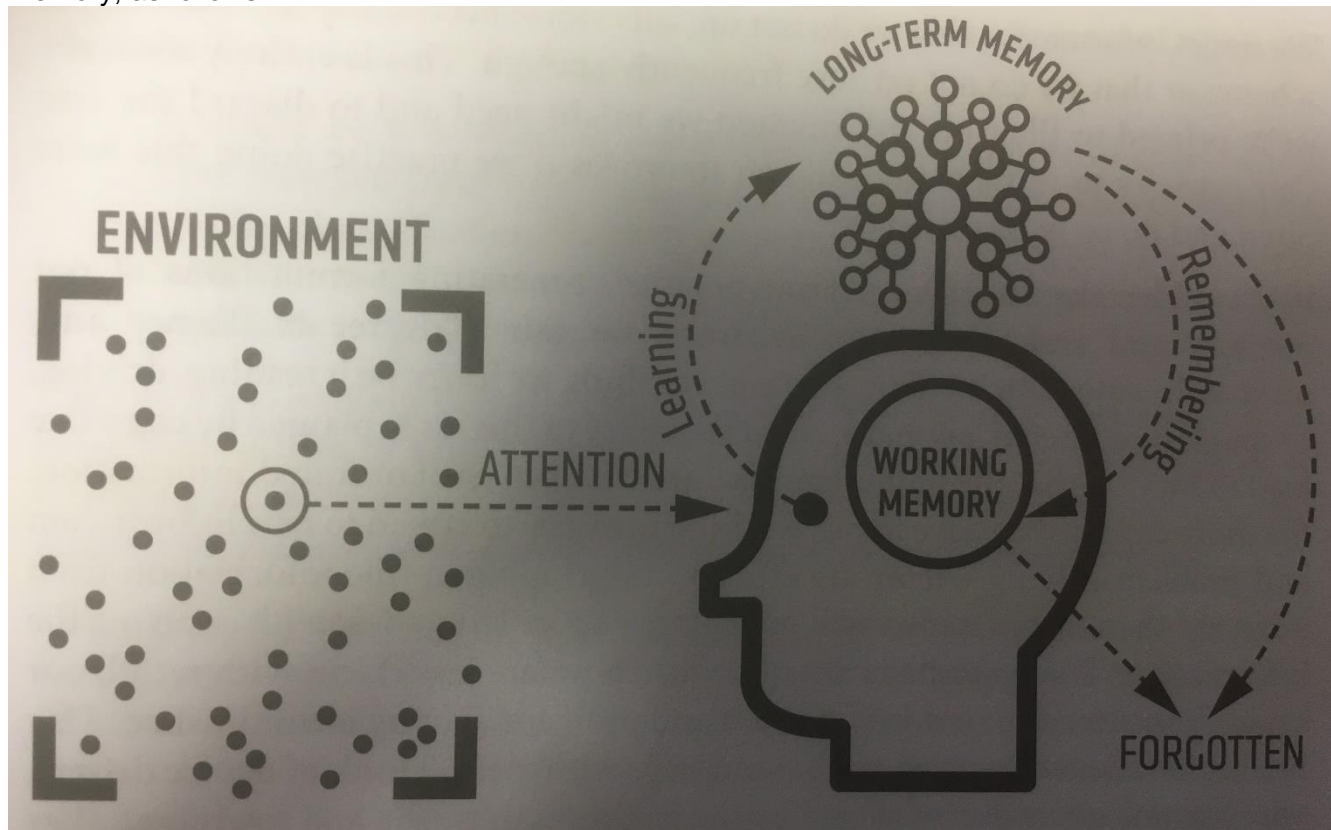 LONG-TERM MEMORY
ENVIRONMENT
Learning
Remembering
ATTENTION
WORKING
MEMORY
FORGOTTEN